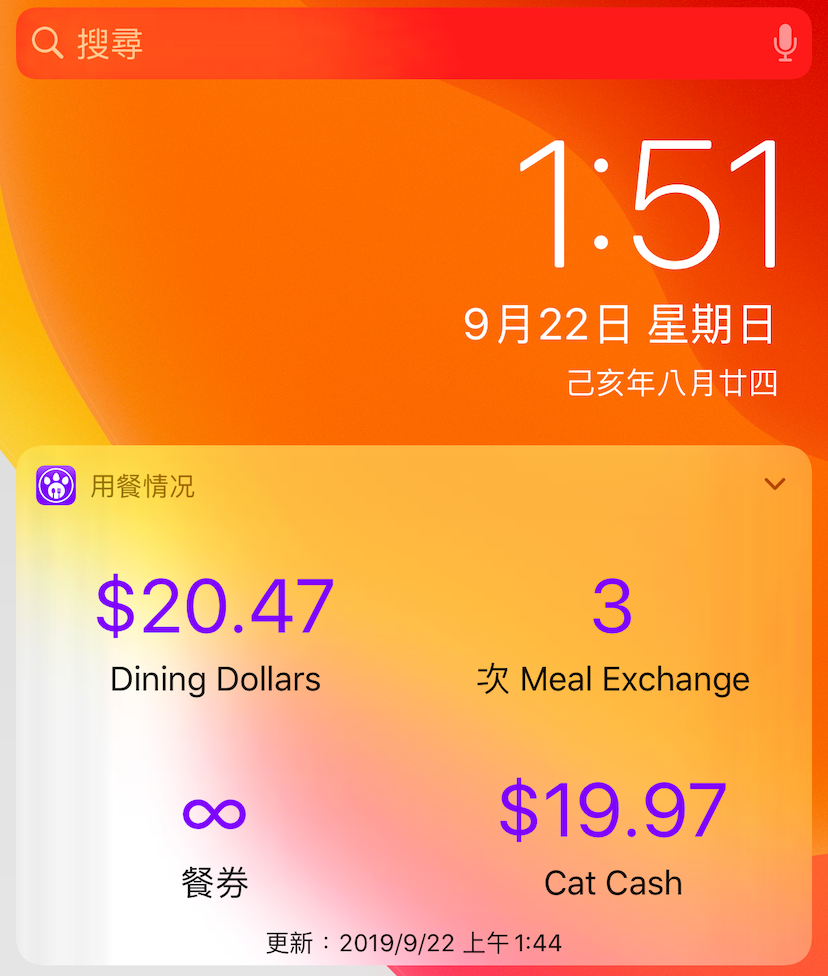 搜尋
1:51
9月22日 星期日
己亥年八月廿四
用餐情况
$20.47
Dining Dollars
3
次 Meal Exchange
∞
餐券
$19.97
Cat Cash
更新：2019/9/22 上午1:44